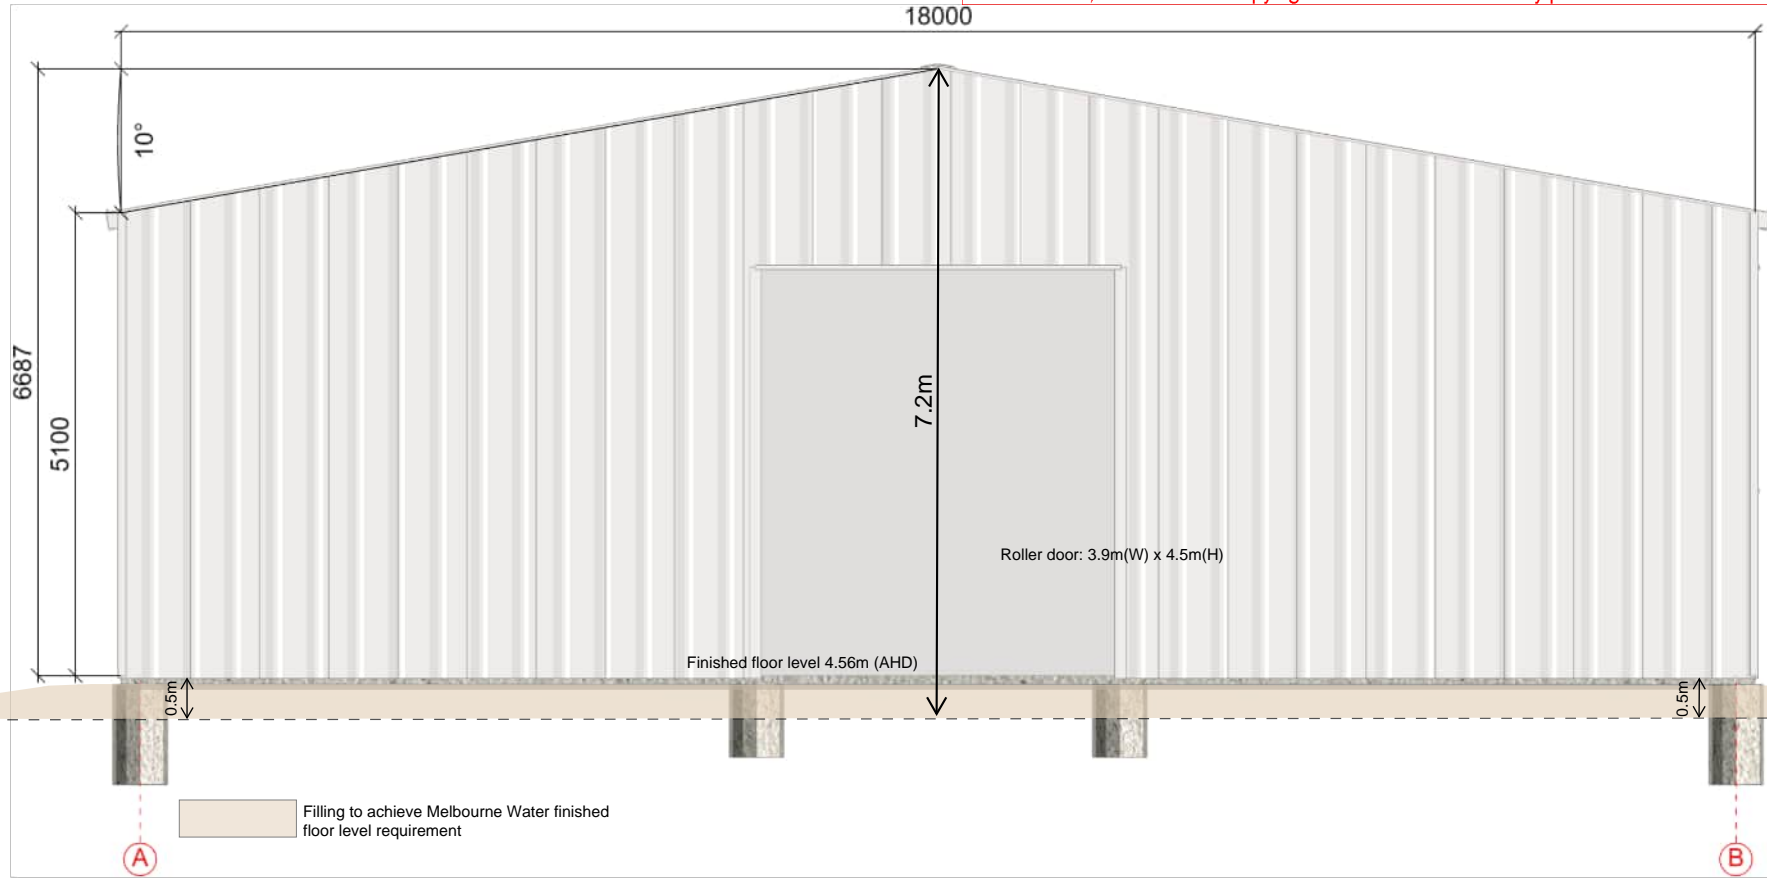 18000
10°
6687
5100
7.2m
Roller door: 3.9m(W) x 4.5m(H)
Finished floor level 4.56m (AHD)
0.5m
0.5m
Filling to achieve Melbourne Water finished
floor level requirement
A
B